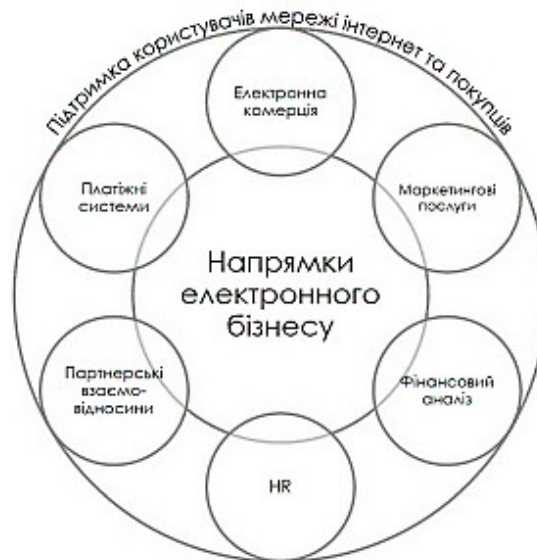 Підтримка користувачів мережі інтернет та покупців
Електронна
комерція
Платіжні
системи
Маркетингові
послуги
Напрямки
електронного
бізнесу
Партнерські
взаємо-
відносини
Фінансовий
аналіз
HR